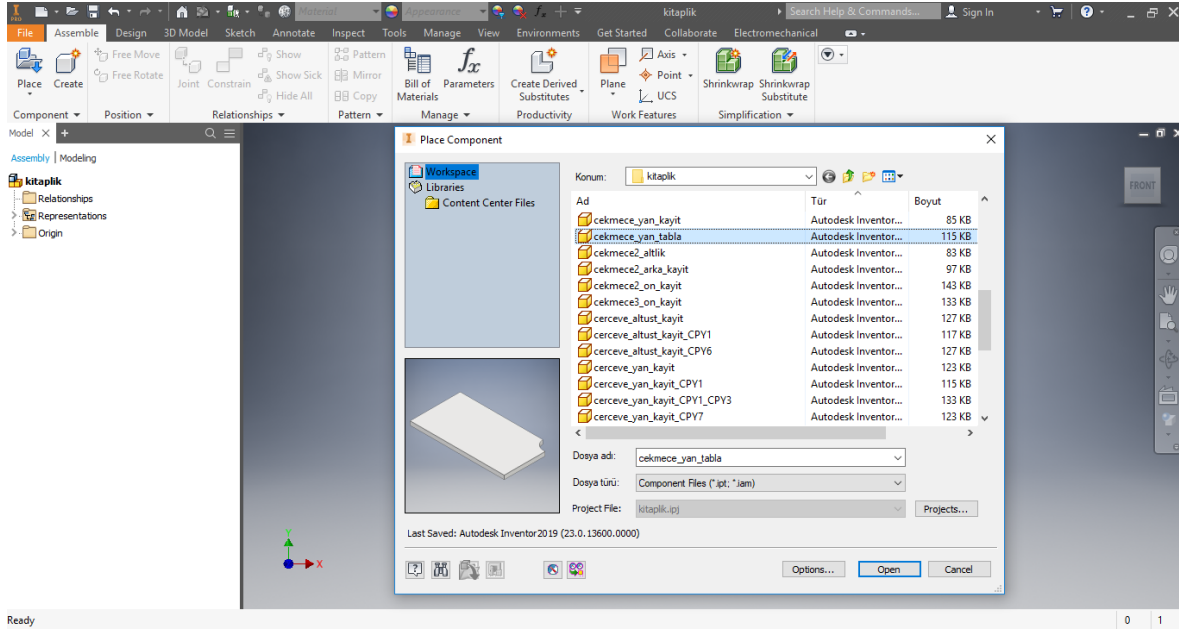 PRO Material Appearance kitaplik Search Help & Commands... Sign In
File Assemble Design 3D Model Sketch Annotate Inspect Tools Manage View Environments Get Started Collaborate Electromechanical
Free Move Show Pattern Axis
Free Rotate Show Sick Mirror Point
Place Create Joint Constrain Bill of Parameters Create Derived Plane Shrinkwrap Shrinkwrap
Hide All Copy Materials Substitutes UCS Substitute
Component Position Relationships Pattern Manage Productivity Work Features Simplification
Model
Assembly Modeling
kitaplik
Relationships
Representations
Origin
FRONT
Place Component
Workspace
Libraries
Content Center Files
Konum: kitaplik
Ad Tür Boyut
cekmece_yan_kayit Autodesk Inventor... 85 KB
cekmece_yan_tabla Autodesk Inventor... 115 KB
cekmece2_altlik Autodesk Inventor... 83 KB
cekmece2_arka_kayit Autodesk Inventor... 97 KB
cekmece2_on_kayit Autodesk Inventor... 143 KB
cekmece3_on_kayit Autodesk Inventor... 133 KB
cerceve_altust_kayit Autodesk Inventor... 127 KB
cerceve_altust_kayit_CPY1 Autodesk Inventor... 117 KB
cerceve_altust_kayit_CPY6 Autodesk Inventor... 127 KB
cerceve_yan_kayit Autodesk Inventor... 123 KB
cerceve_yan_kayit_CPY1 Autodesk Inventor... 115 KB
cerceve_yan_kayit_CPY1_CPY3 Autodesk Inventor... 133 KB
cerceve_yan_kayit_CPY7 Autodesk Inventor... 123 KB
Dosya adı: cekmece_yan_tabla
Dosya türü: Component Files (*.ipt; *.iam)
Project File: kitaplik.ipj Projects...
Last Saved: Autodesk Inventor2019 (23.0.13600.0000)
Options... Open Cancel
Y
X
Ready 0 1